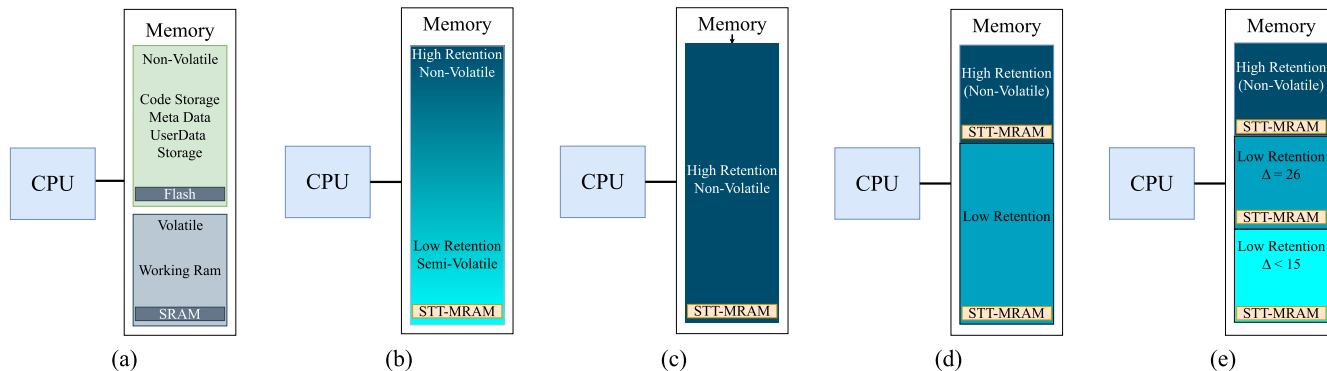 Memory
Non-Volatile
Code Storage
Meta Data
UserData
Storage
Flash
Volatile
Working Ram
SRAM
CPU
(a)
Memory
High Retention
Non-Volatile
Low Retention
Semi-Volatile
STT-MRAM
CPU
(b)
Memory
High Retention
Non-Volatile
STT-MRAM
CPU
(c)
Memory
High Retention
(Non-Volatile)
STT-MRAM
Low Retention
STT-MRAM
CPU
(d)
Memory
High Retention
(Non-Volatile)
STT-MRAM
Low Retention
Δ = 26
STT-MRAM
Low Retention
Δ < 15
STT-MRAM
CPU
(e)